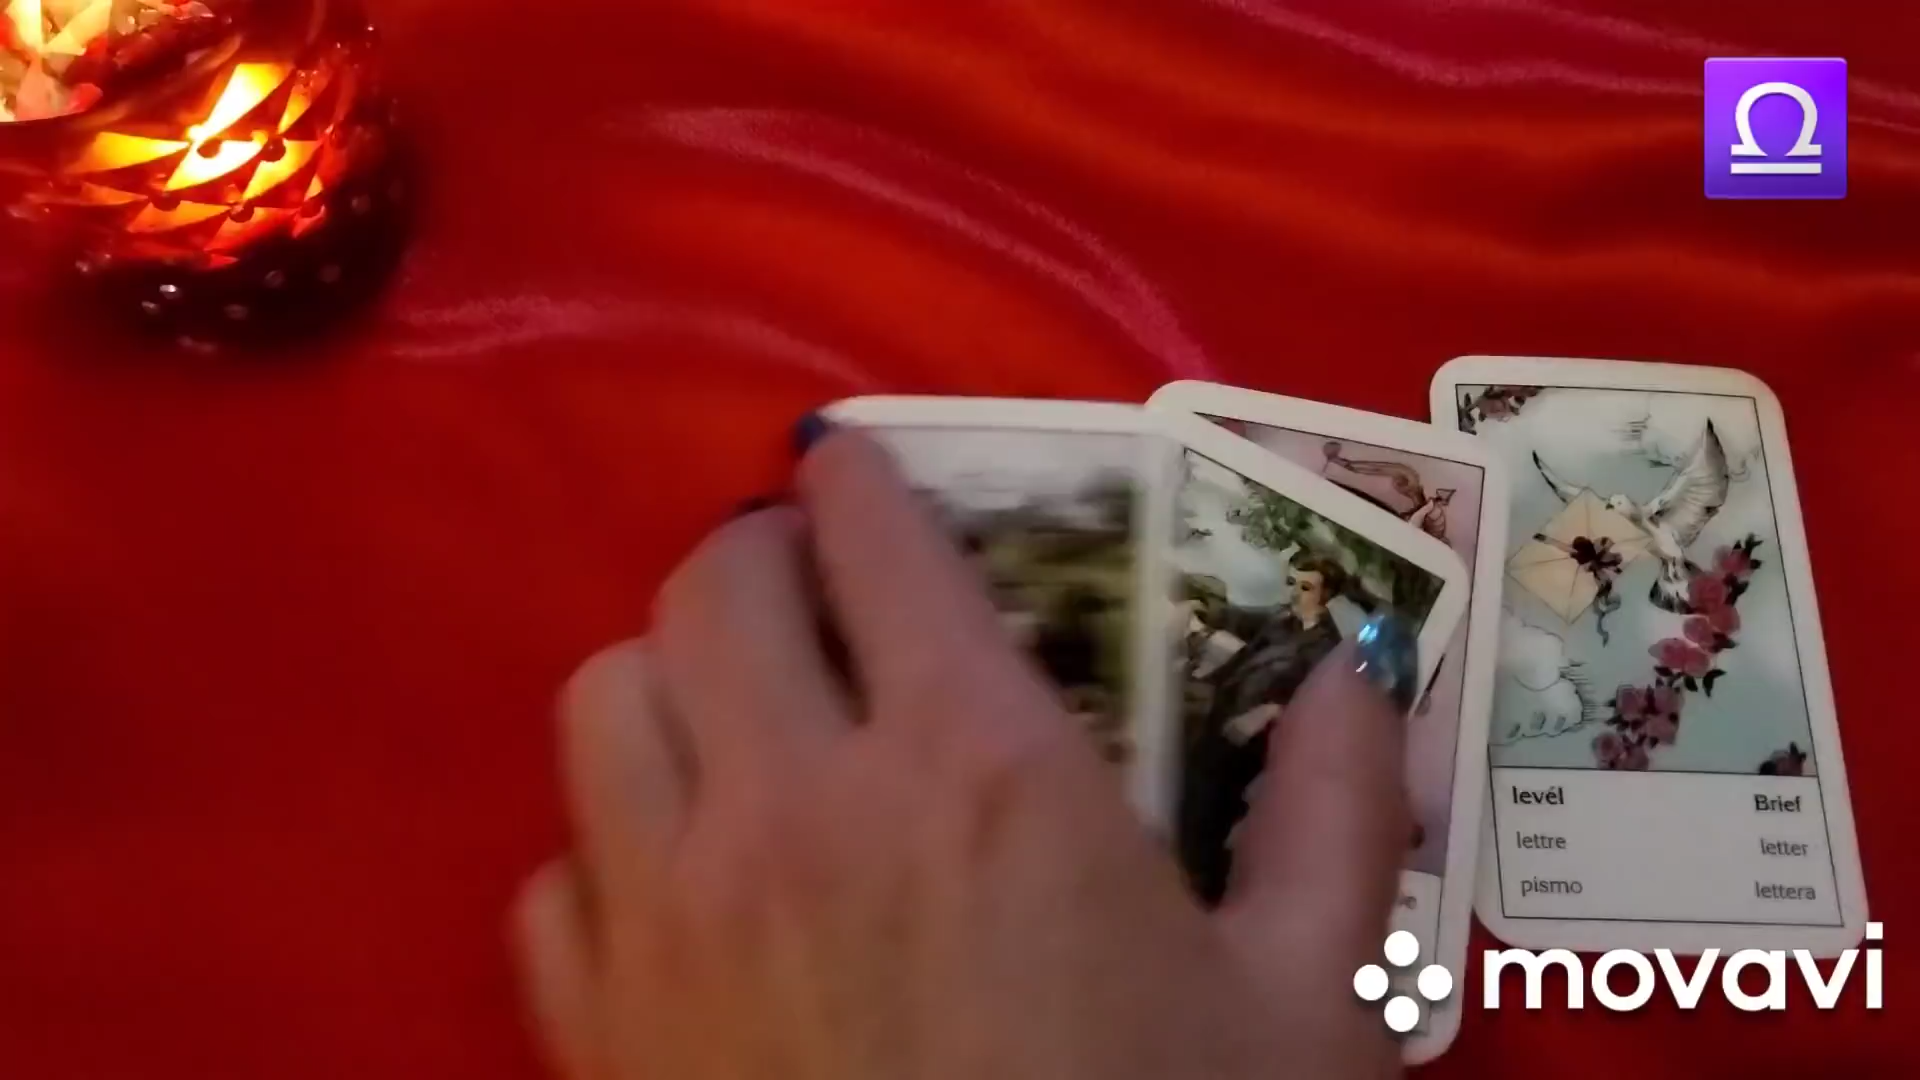 levél
Brief
lettre
letter
pismo
lettera
movavi